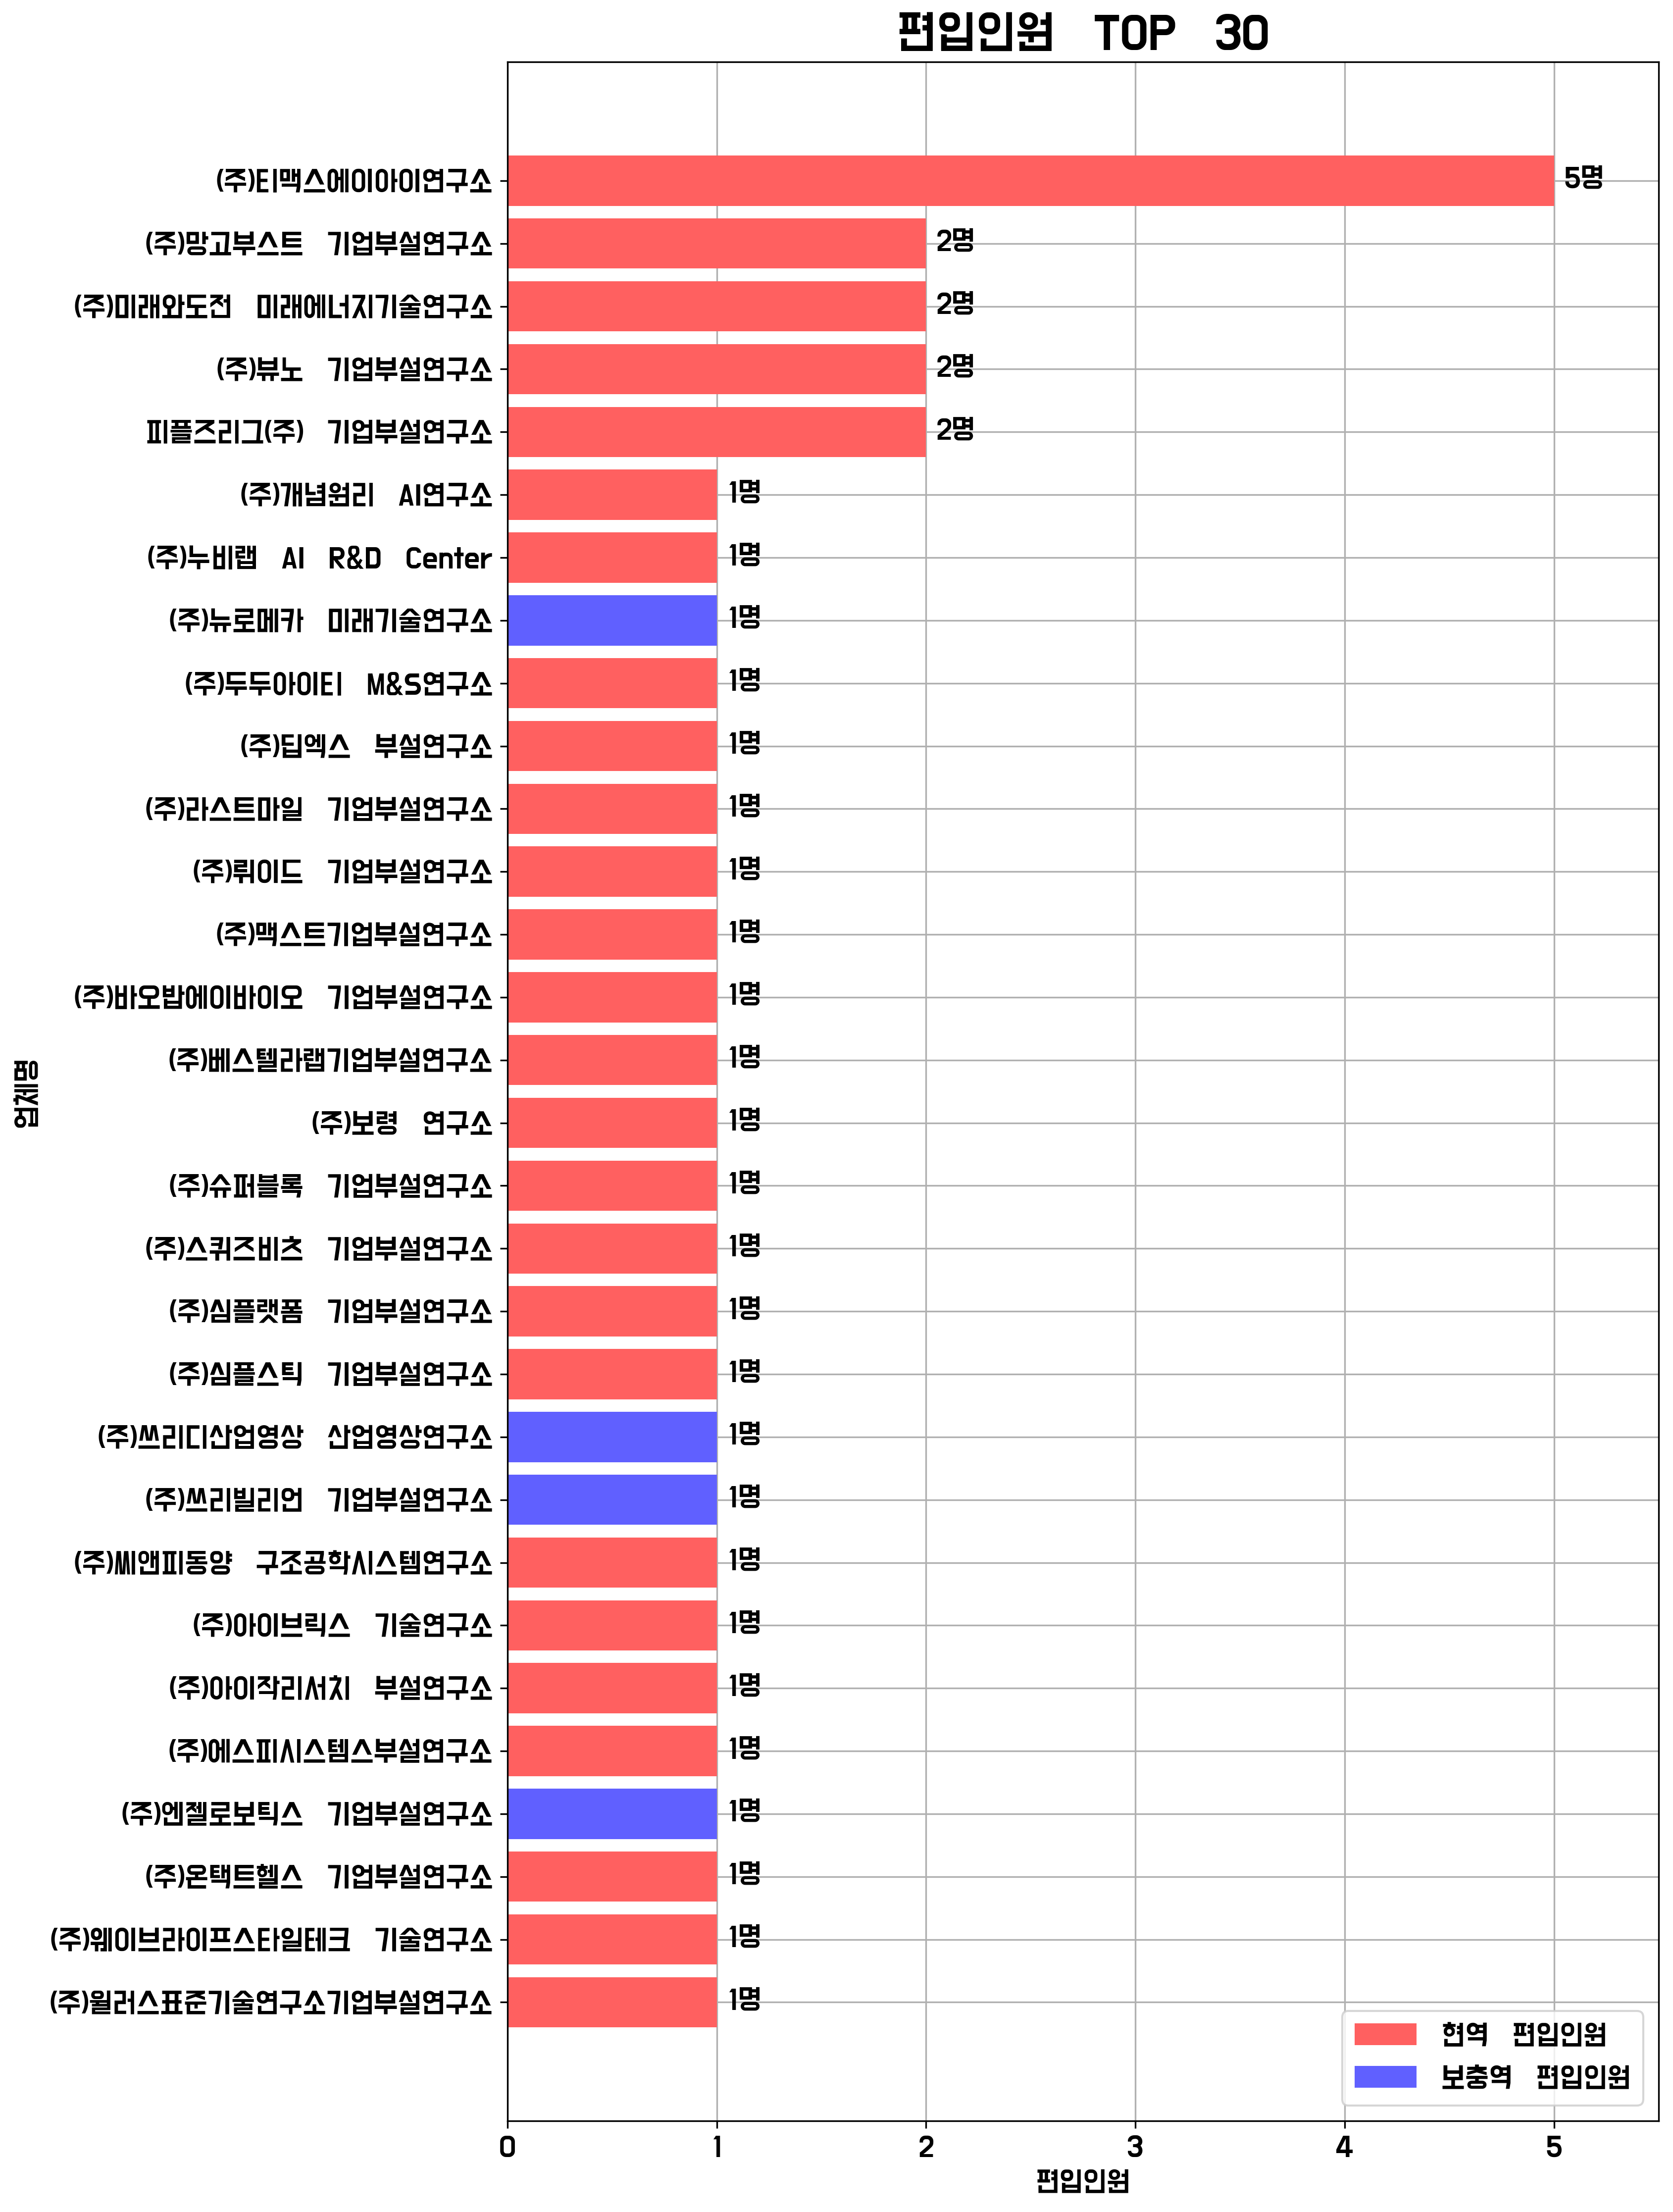 편입인원 TOP 30
(주)티맥스에이아이연구소 5명
(주)망고부스트 기업부설연구소 2명
(주)미래와도전 미래에너지기술연구소 2명
(주)뷰노 기업부설연구소 2명
피플즈리그(주) 기업부설연구소 2명
(주)개념원리 AI연구소 1명
(주)누비랩 AI R&D Center 1명
(주)뉴로메카 미래기술연구소 1명
(주)두두아이티 M&S연구소 1명
(주)딥엑스 부설연구소 1명
(주)라스트마일 기업부설연구소 1명
(주)뤼이드 기업부설연구소 1명
(주)맥스트기업부설연구소 1명
(주)바오밥에이바이오 기업부설연구소 1명
(주)베스텔라랩기업부설연구소 1명
(주)보령 연구소 1명
(주)슈퍼블록 기업부설연구소 1명
(주)스퀴즈비츠 기업부설연구소 1명
(주)심플랫폼 기업부설연구소 1명
(주)심플스틱 기업부설연구소 1명
(주)쓰리디산업영상 산업영상연구소 1명
(주)쓰리빌리언 기업부설연구소 1명
(주)씨앤피동양 구조공학시스템연구소 1명
(주)아이브릭스 기술연구소 1명
(주)아이작리서치 부설연구소 1명
(주)에스피시스템스부설연구소 1명
(주)엔젤로보틱스 기업부설연구소 1명
(주)온택트헬스 기업부설연구소 1명
(주)웨이브라이프스타일테크 기술연구소 1명
(주)윌러스표준기술연구소기업부설연구소 1명
업체명
현역 편입인원
보충역 편입인원
0 1 2 3 4 5
편입인원